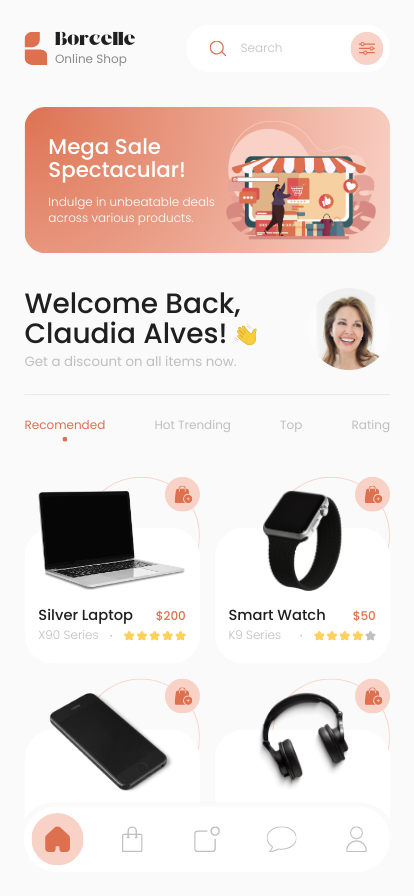 Borcelle
Online Shop
Search
Mega Sale
Spectacular!
Indulge in unbeatable deals
across various products.
Welcome Back,
Claudia Alves! 👋
Get a discount on all items now.
Recomended
Hot Trending
Top
Rating
Silver Laptop
$200
X90 Series
Smart Watch
$50
K9 Series